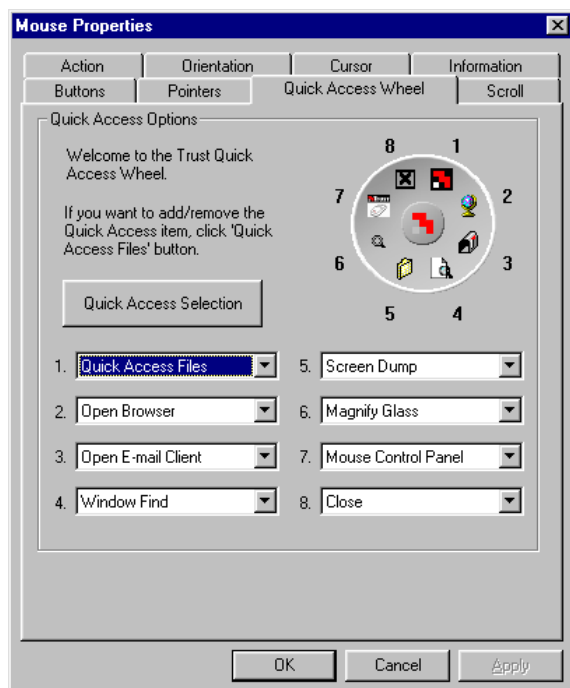 Mouse Properties
Action Orientation Cursor Information
Buttons Pointers Quick Access Wheel Scroll
Quick Access Options
Welcome to the Trust Quick
Access Wheel.
If you want to add/remove the
Quick Access item, click 'Quick
Access Files' button.
Quick Access Selection
8 1
7 2
6 3
5 4
1. Quick Access Files 5. Screen Dump
2. Open Browser 6. Magnify Glass
3. Open E-mail Client 7. Mouse Control Panel
4. Window Find 8. Close
OK Cancel Apply